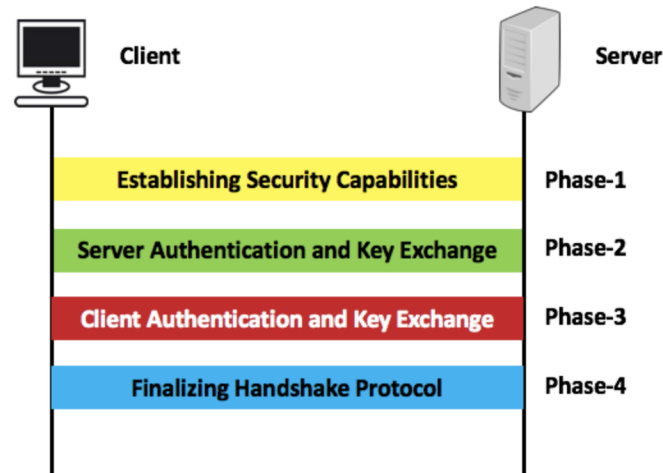 Client
Server
Establishing Security Capabilities
Phase-1
Server Authentication and Key Exchange
Phase-2
Client Authentication and Key Exchange
Phase-3
Finalizing Handshake Protocol
Phase-4